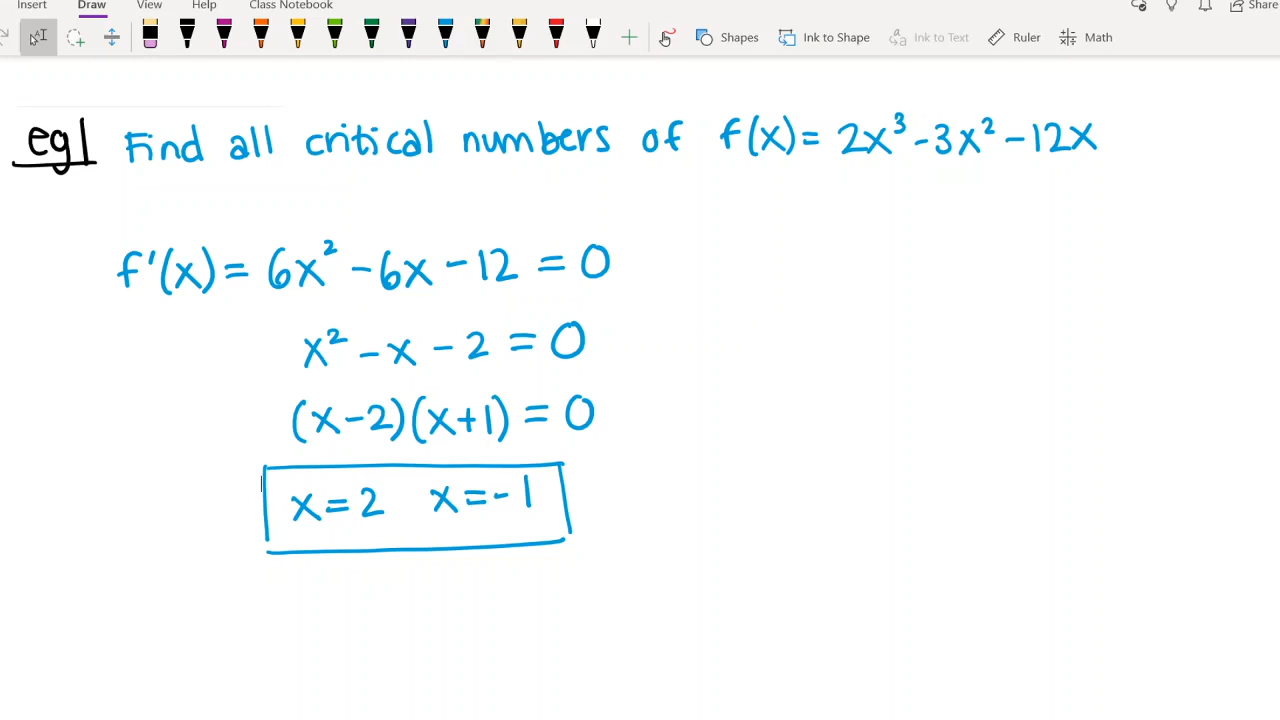 Insert Draw View Help Class Notebook Share
Shapes Ink to Shape Ink to Text Ruler Math
eg1 Find all critical numbers of f(x)= 2x³ -3x² -12x
f'(x)= 6x² -6x -12 = 0
x² - x - 2 = 0
(x-2)(x+1) = 0
x=2 x=-1